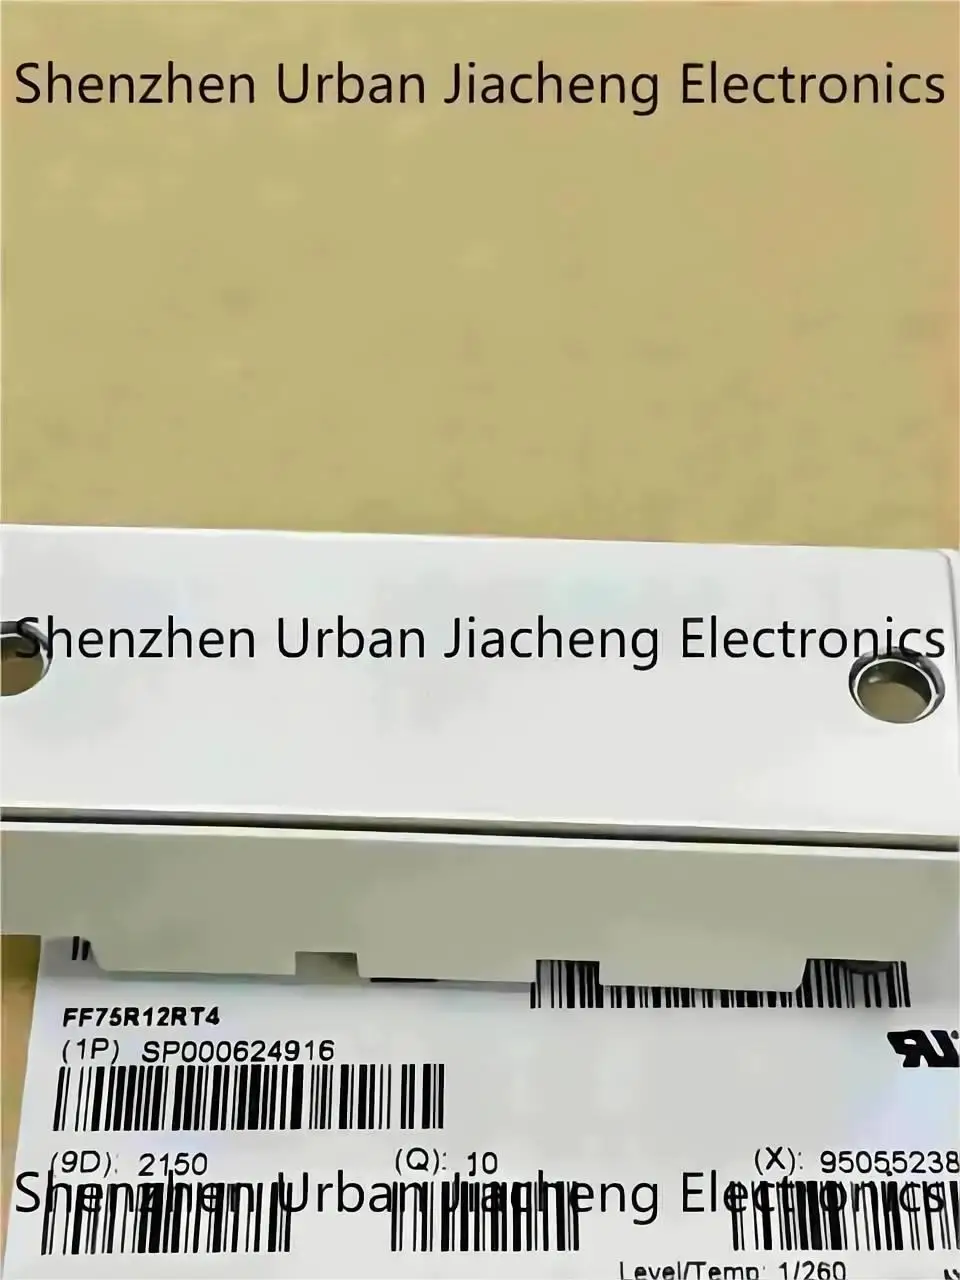 Shenzhen Urban Jiacheng Electronics
Shenzhen Urban Jiacheng Electronics
FF75R12RT4
(1P) SP000624916
(9D): 2150 (Q): 10 (X): 95055238
Shenzhen Urban Jiacheng Electronics
Level/Temp: 1/260